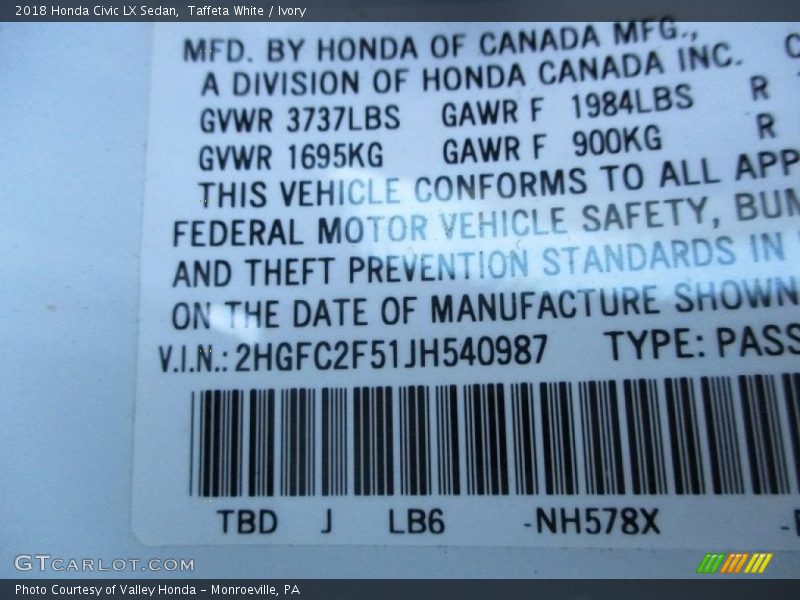 2018 Honda Civic LX Sedan,  Taffeta White / Ivory
MFD. BY HONDA OF CANADA MFG.,
A DIVISION OF HONDA CANADA INC.
GVWR 3737LBS GAWR F 1984LBS R
GVWR 1695KG GAWR F 900KG R
THIS VEHICLE CONFORMS TO ALL APP
FEDERAL MOTOR VEHICLE SAFETY, BUM
AND THEFT PREVENTION STANDARDS IN
ON THE DATE OF MANUFACTURE SHOWN
V.I.N.: 2HGFC2F51JH540987 TYPE: PASS
TBD J LB6 -NH578X
GTCARLOT.COM
Photo Courtesy of Valley Honda - Monroeville, PA